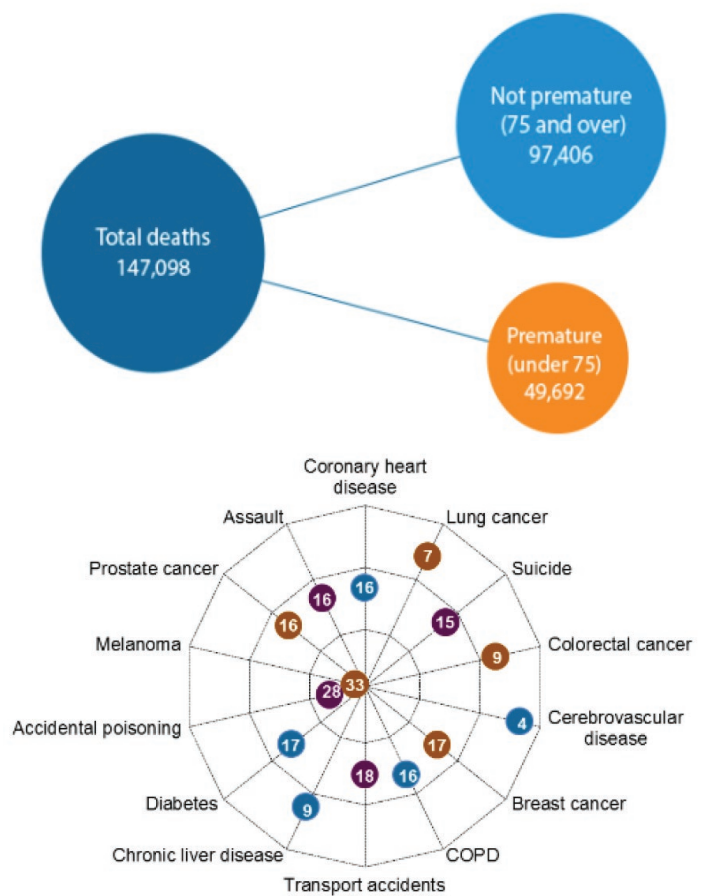 Not premature
(75 and over)
97,406
Total deaths
147,098
Premature
(under 75)
49,692
Coronary heart
disease
Assault
Lung cancer
Prostate cancer
Suicide
7
16
16
15
16
Melanoma
Colorectal cancer
9
33
28
Accidental poisoning
Cerebrovascular
disease
4
17
17
18
16
Diabetes
Breast cancer
9
Chronic liver disease
COPD
Transport accidents